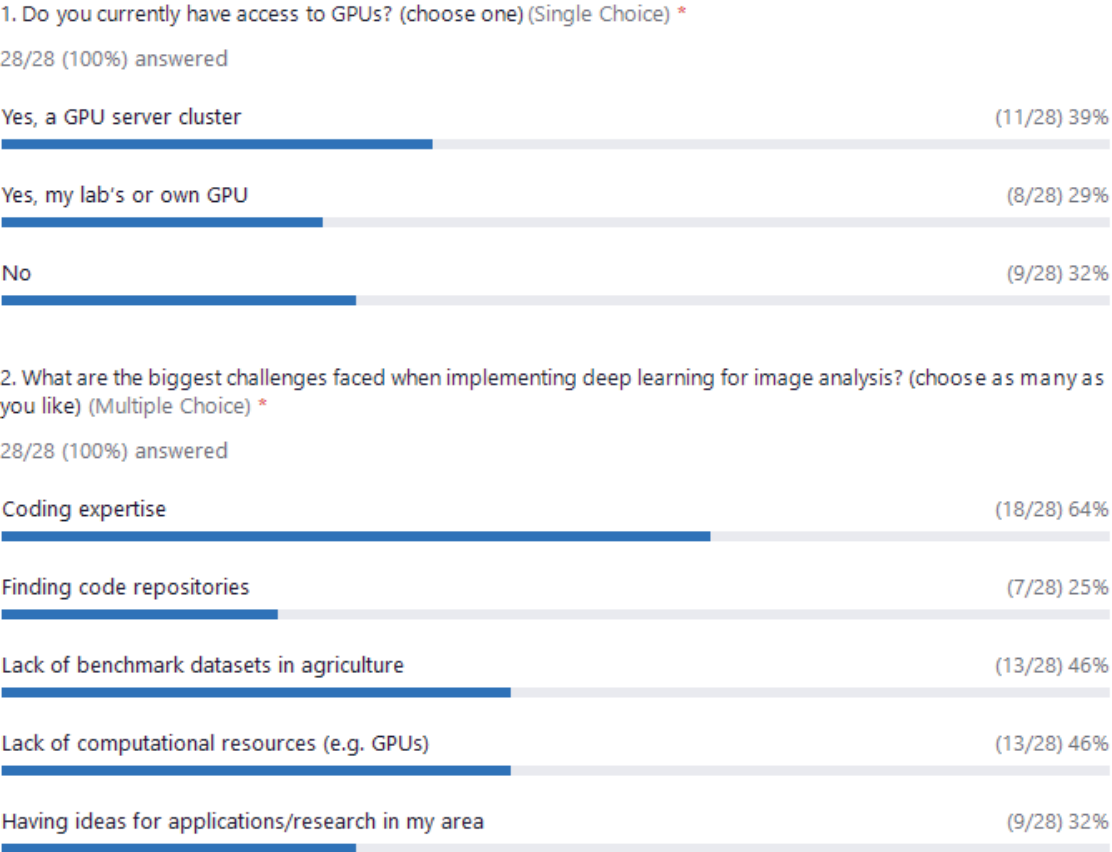 1. Do you currently have access to GPUs? (choose one) (Single Choice) *
28/28 (100%) answered
Yes, a GPU server cluster (11/28) 39%
Yes, my lab's or own GPU (8/28) 29%
No (9/28) 32%
2. What are the biggest challenges faced when implementing deep learning for image analysis? (choose as many as
you like) (Multiple Choice) *
28/28 (100%) answered
Coding expertise (18/28) 64%
Finding code repositories (7/28) 25%
Lack of benchmark datasets in agriculture (13/28) 46%
Lack of computational resources (e.g. GPUs) (13/28) 46%
Having ideas for applications/research in my area (9/28) 32%